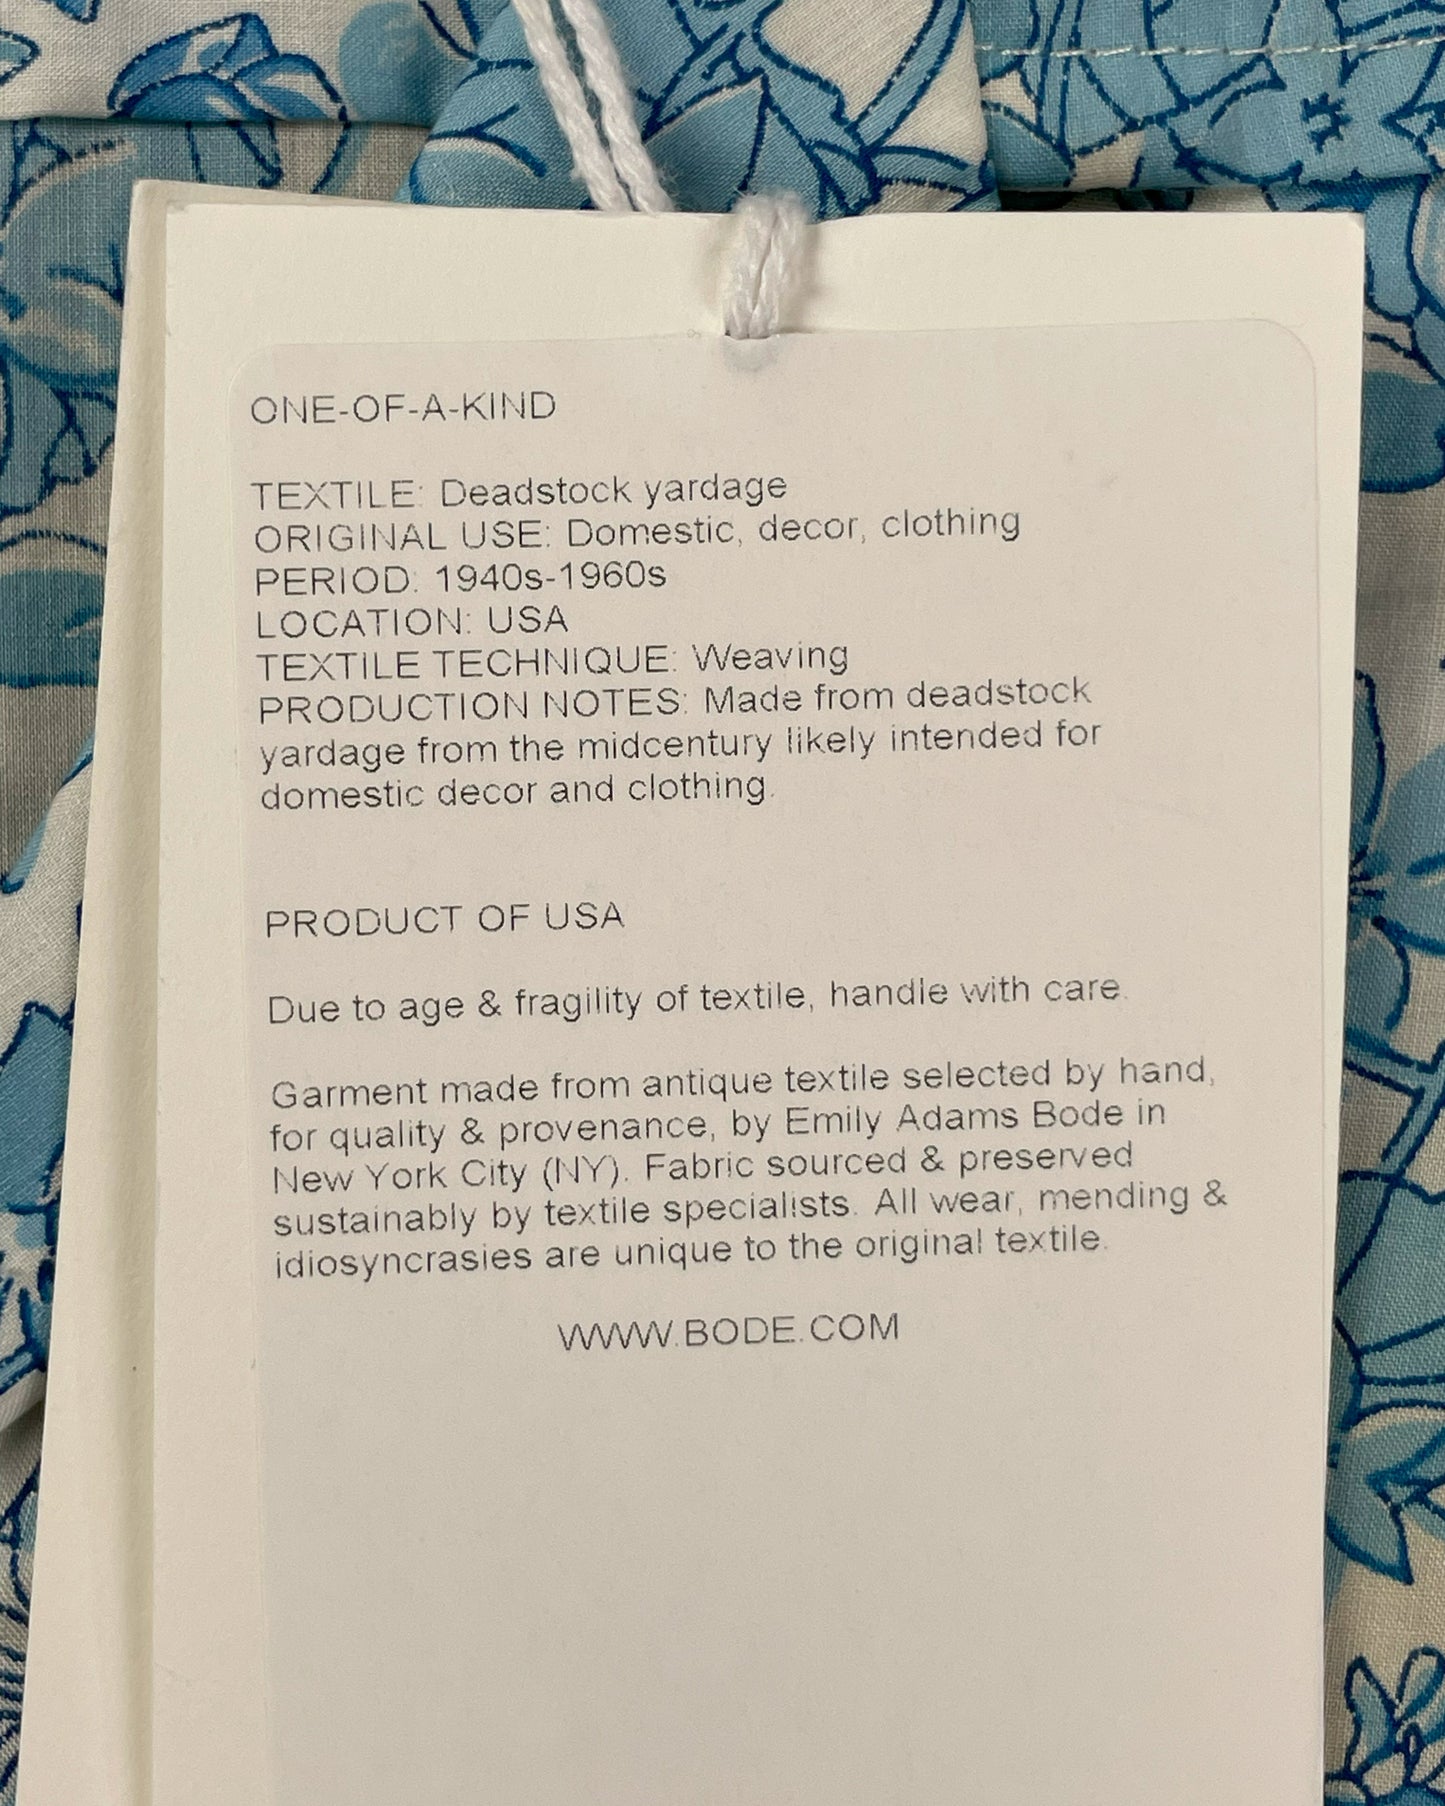 ONE-OF-A-KIND
TEXTILE: Deadstock yardage
ORIGINAL USE: Domestic, decor, clothing
PERIOD: 1940s-1960s
LOCATION: USA
TEXTILE TECHNIQUE: Weaving
PRODUCTION NOTES: Made from deadstock
yardage from the midcentury likely intended for
domestic decor and clothing.
PRODUCT OF USA
Due to age & fragility of textile, handle with care.
Garment made from antique textile selected by hand,
for quality & provenance, by Emily Adams Bode in
New York City (NY). Fabric sourced & preserved
sustainably by textile specialists. All wear, mending &
idiosyncrasies are unique to the original textile.
WWW.BODE.COM